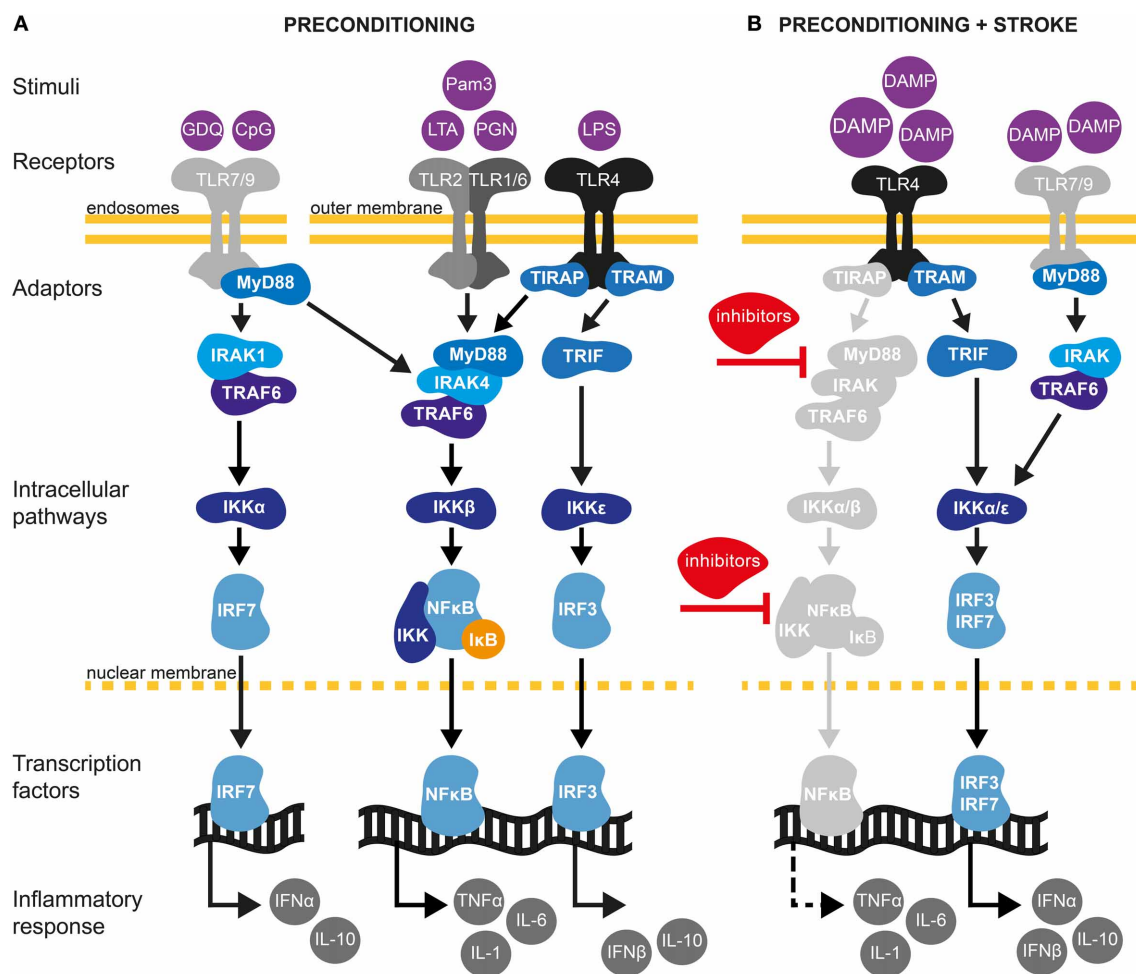 A
PRECONDITIONING
B
PRECONDITIONING + STROKE
Stimuli
Receptors
Adaptors
Intracellular
pathways
Transcription
factors
Inflammatory
response
GDQ
CpG
Pam3
LTA
PGN
LPS
TLR7/9
TLR2
TLR1/6
TLR4
endosomes
outer membrane
MyD88
TIRAP
TRAM
IRAK1
TRAF6
MyD88
IRAK4
TRAF6
TRIF
IKKα
IKKβ
IKKε
IRF7
NFκB
IKK
IκB
IRF3
nuclear membrane
IRF7
NFκB
IRF3
IFNα
IL-10
TNFα
IL-6
IL-1
IFNβ
IL-10
DAMP
DAMP
DAMP
DAMP
DAMP
TLR4
TLR7/9
TIRAP
TRAM
MyD88
inhibitors
MyD88
IRAK
TRAF6
TRIF
IRAK
TRAF6
IKKα/β
IKKα/ε
inhibitors
NFκB
IKK
IκB
IRF3
IRF7
NFκB
IRF3
IRF7
TNFα
IL-6
IL-1
IFNα
IFNβ
IL-10